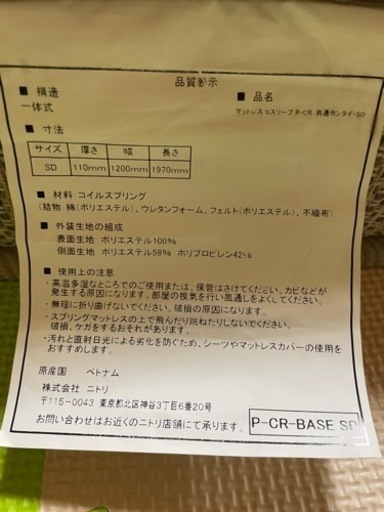 品質表示
■ 構造
一体式
■ 品名
マットレス Nスリープ P-CR 共通ボンタイ-SD
■ 寸法
サイズ 厚さ 幅 長さ
SD 110mm 1200mm 1970mm
■ 材料:コイルスプリング
(詰物:綿(ポリエステル)、ウレタンフォーム、フェルト(ポリエステル)、不織布)
■ 外装生地の組成
表面生地 ポリエステル100%
側面生地 ポリエステル58% ポリプロピレン42%
■ 使用上の注意
・高温多湿なところでのご使用または、保管はさけてください。カビなどが
発生する原因になります。部屋の換気を行い風通しをよくしてください。
・無理に折り曲げないでください。破損の原因になります。
・スプリングマットレスの上で飛んだり跳ねたりしないでください。
破損、ケガをするおそれがあります。
・汚れと直射日光による劣化を防ぐため、シーツやマットレスカバーの使用を
おすすめします。
原産国 ベトナム
株式会社 ニトリ
〒115-0043 東京都北区神谷3丁目6番20号
お問い合わせはお近くのニトリ店舗にて承ります。
P-CR-BASE SD